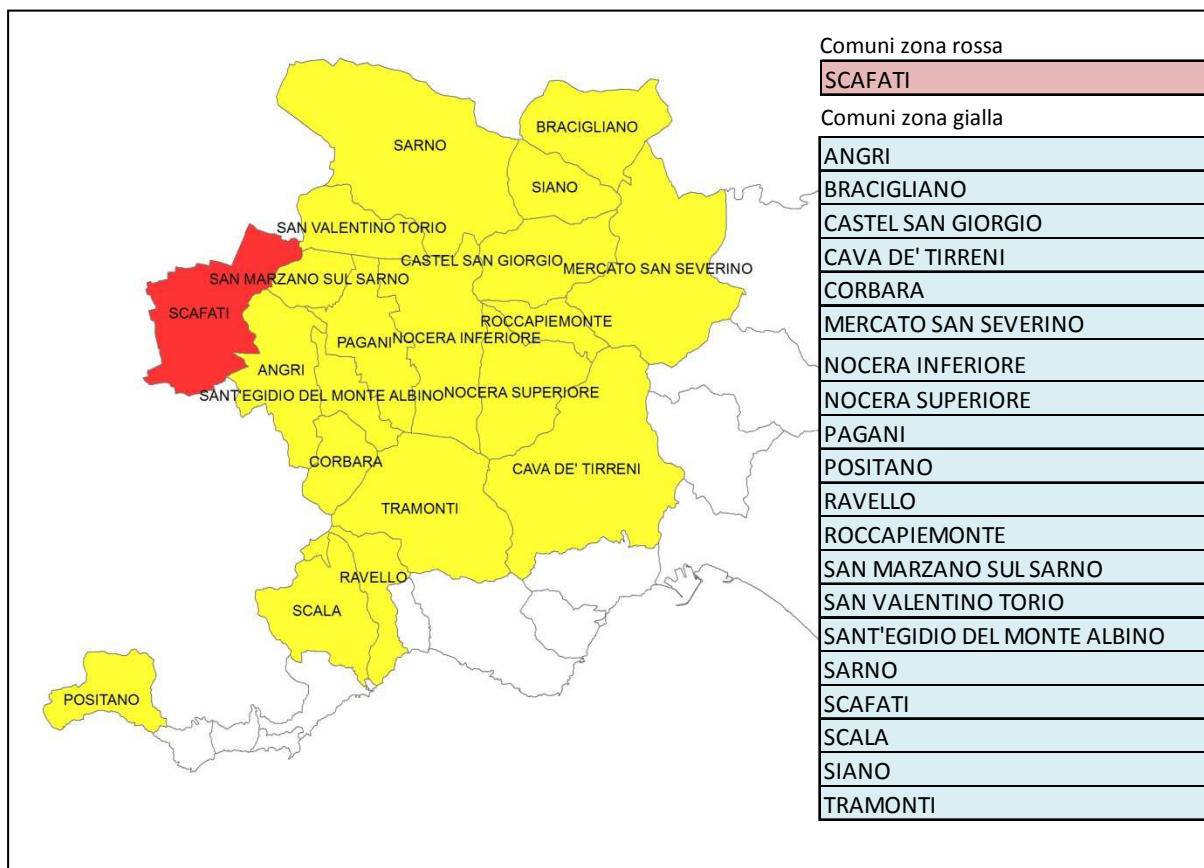 Comuni zona rossa
SCAFATI
Comuni zona gialla
ANGRI
BRACIGLIANO
CASTEL SAN GIORGIO
CAVA DE' TIRRENI
CORBARA
MERCATO SAN SEVERINO
NOCERA INFERIORE
NOCERA SUPERIORE
PAGANI
POSITANO
RAVELLO
ROCCAPIEMONTE
SAN MARZANO SUL SARNO
SAN VALENTINO TORIO
SANT'EGIDIO DEL MONTE ALBINO
SARNO
SCAFATI
SCALA
SIANO
TRAMONTI
BRACIGLIANO
SARNO
SIANO
SAN VALENTINO TORIO
CASTEL SAN GIORGIO
MERCATO SAN SEVERINO
SAN MARZANO SUL SARNO
SCAFATI
ROCCAPIEMONTE
PAGANI
NOCERA INFERIORE
ANGRI
SANT'EGIDIO DEL MONTE ALBINO
NOCERA SUPERIORE
CORBARA
CAVA DE' TIRRENI
TRAMONTI
RAVELLO
SCALA
POSITANO